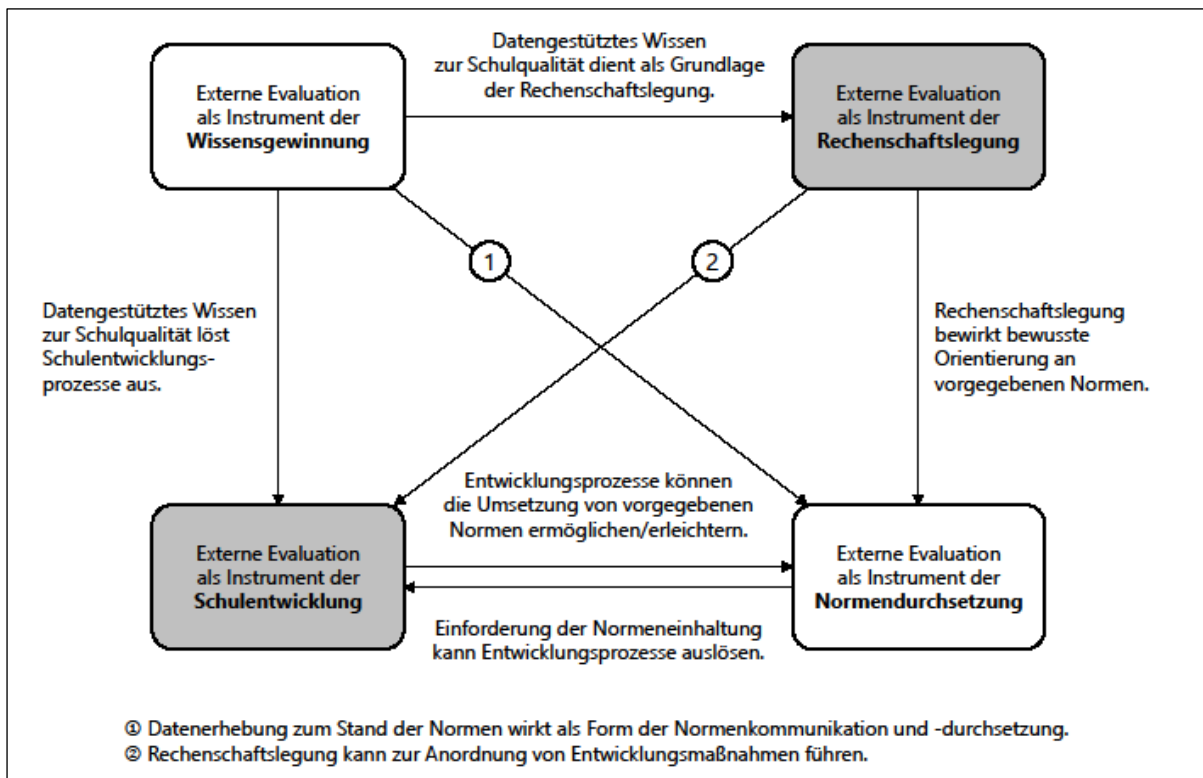 Datengestütztes Wissen
zur Schulqualität dient als Grundlage
der Rechenschaftslegung.
Externe Evaluation
als Instrument der
Wissensgewinnung
Externe Evaluation
als Instrument der
Rechenschaftslegung
1
2
Datengestütztes Wissen
zur Schulqualität löst
Schulentwicklungs-
prozesse aus.
Rechenschaftslegung
bewirkt bewusste
Orientierung an
vorgegebenen Normen.
Entwicklungsprozesse können
die Umsetzung von vorgegebenen
Normen ermöglichen/erleichtern.
Externe Evaluation
als Instrument der
Schulentwicklung
Externe Evaluation
als Instrument der
Normendurchsetzung
Einforderung der Normeneinhaltung
kann Entwicklungsprozesse auslösen.
① Datenerhebung zum Stand der Normen wirkt als Form der Normenkommunikation und -durchsetzung.
② Rechenschaftslegung kann zur Anordnung von Entwicklungsmaßnahmen führen.